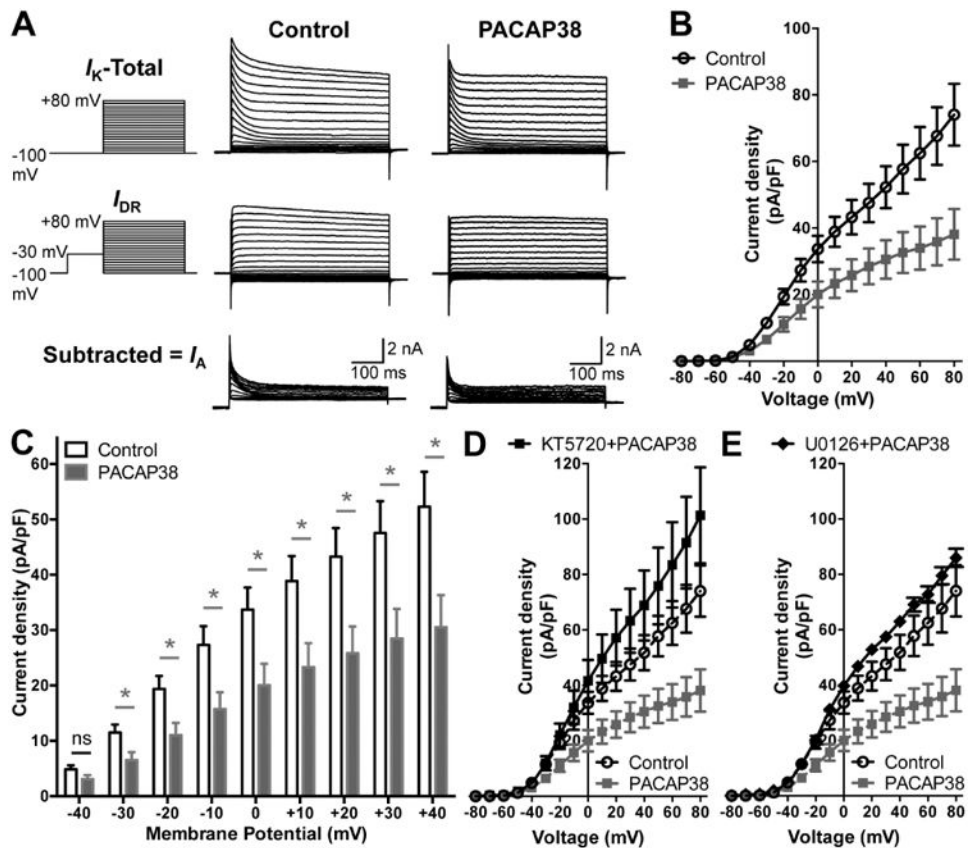 A
Control
PACAP38
I_K-Total
+80 mV
-100
mV
I_DR
+80 mV
-30 mV
-100
mV
Subtracted = I_A
2 nA
100 ms
B
Control
PACAP38
100
80
60
40
20
Current density
(pA/pF)
-80 -60 -40 -20 0 20 40 60 80
Voltage (mV)
C
Control
PACAP38
60
50
40
30
20
10
0
Current density (pA/pF)
ns * * * * * * * *
-40 -30 -20 -10 0 +10 +20 +30 +40
Membrane Potential (mV)
D
KT5720+PACAP38
120
100
80
60
40
20
Current density
(pA/pF)
Control
PACAP38
-80 -60 -40 -20 0 20 40 60 80
Voltage (mV)
E
U0126+PACAP38
120
100
80
60
40
20
Current density
(pA/pF)
Control
PACAP38
-80 -60 -40 -20 0 20 40 60 80
Voltage (mV)